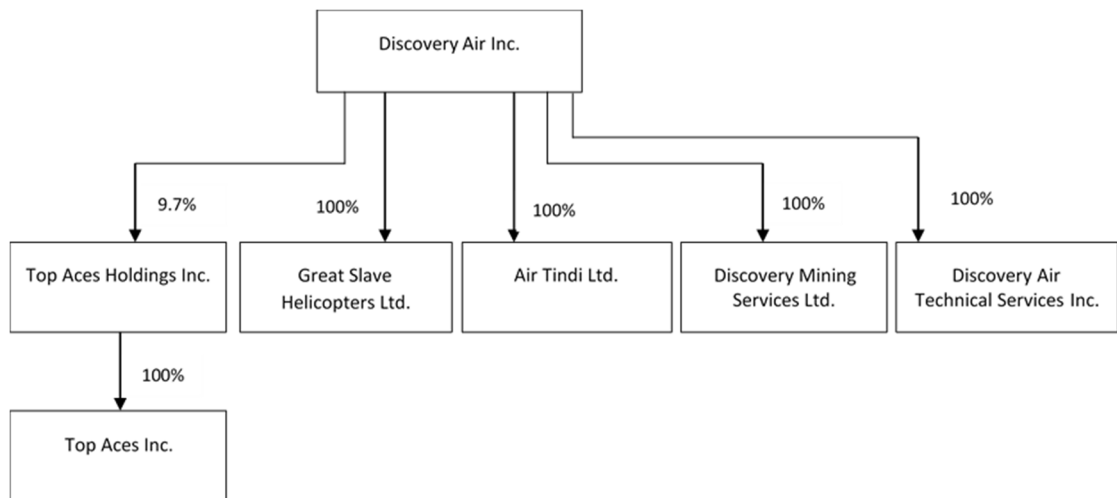 Discovery Air Inc.
9.7%
100%
100%
100%
100%
Top Aces Holdings Inc.
Great Slave
Helicopters Ltd.
Air Tindi Ltd.
Discovery Mining
Services Ltd.
Discovery Air
Technical Services Inc.
100%
Top Aces Inc.